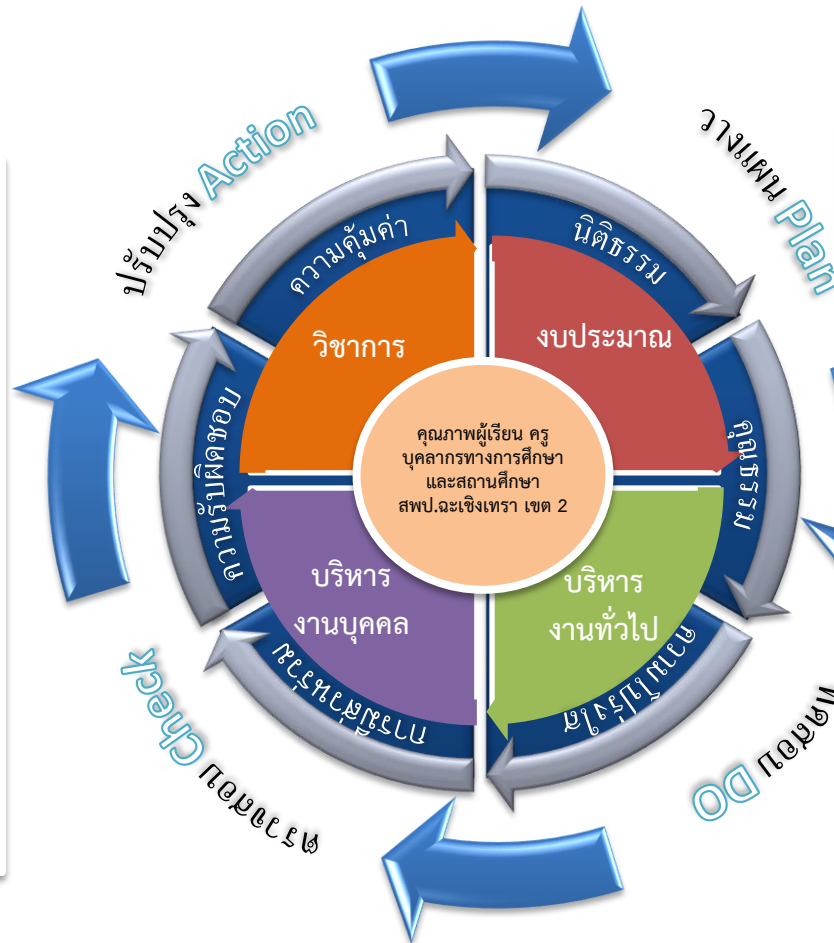 ปรับปรุง Action
วางแผน Plan
DO
ตรวจสอบ Check
ความคุ้มค่า
นิติธรรม
คุณธรรม
ความโปร่งใส
การมีส่วนร่วม
ความรับผิดชอบ
วิชาการ
งบประมาณ
บริหาร
งานทั่วไป
บริหาร
งานบุคคล
คุณภาพผู้เรียน ครู
บุคลากรทางการศึกษา
และสถานศึกษา
สพป.ฉะเชิงเทรา เขต 2